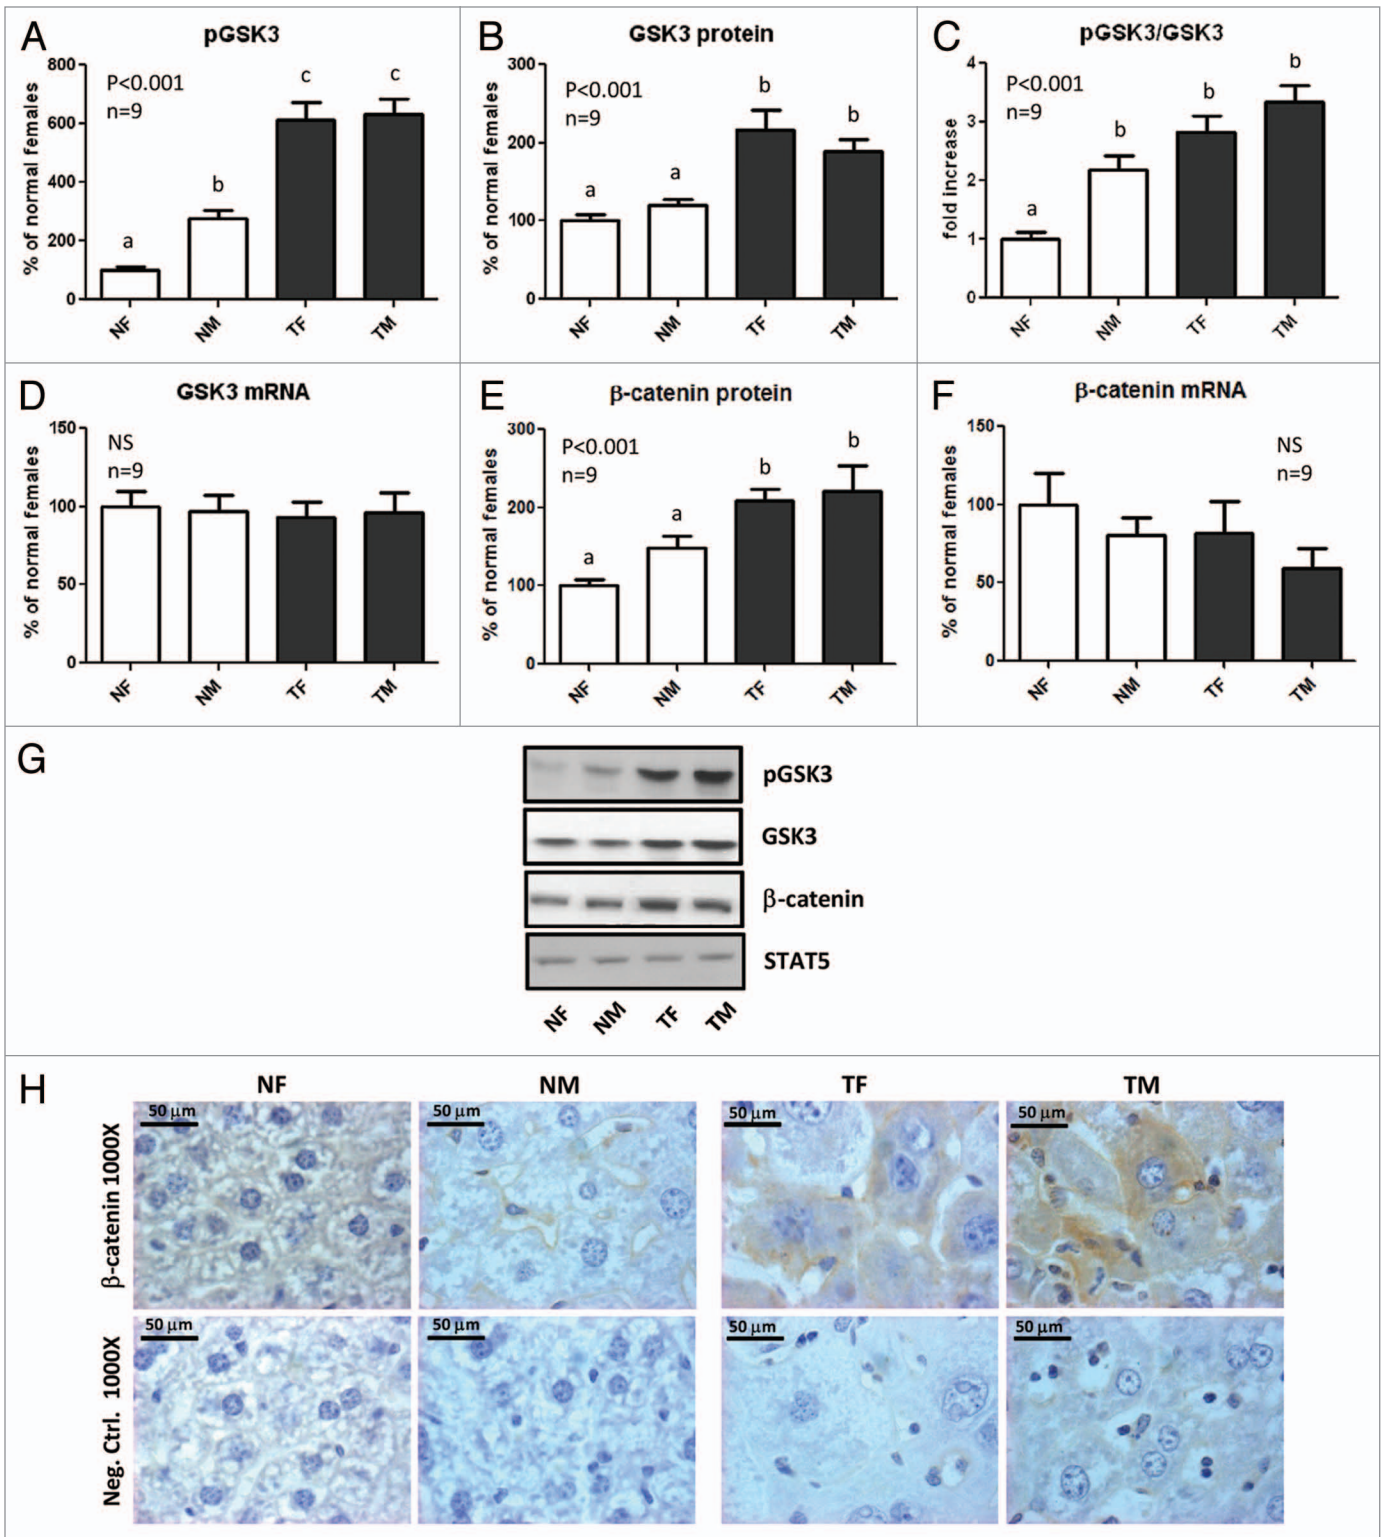 A
pGSK3
P<0.001
n=9
% of normal females
800
600
400
200
0
a
b
c
c
NF
NM
TF
TM
B
GSK3 protein
P<0.001
n=9
% of normal females
300
200
100
0
a
a
b
b
NF
NM
TF
TM
C
pGSK3/GSK3
P<0.001
n=9
fold increase
4
3
2
1
0
a
b
b
b
NF
NM
TF
TM
D
GSK3 mRNA
NS
n=9
% of normal females
150
100
50
0
NF
NM
TF
TM
E
β-catenin protein
P<0.001
n=9
% of normal females
300
200
100
0
a
a
b
b
NF
NM
TF
TM
F
β-catenin mRNA
NS
n=9
% of normal females
150
100
50
0
NF
NM
TF
TM
G
pGSK3
GSK3
β-catenin
STAT5
NF
NM
TF
TM
H
NF
NM
TF
TM
β-catenin 1000X
50 μm
50 μm
50 μm
50 μm
Neg. Ctrl. 1000X
50 μm
50 μm
50 μm
50 μm